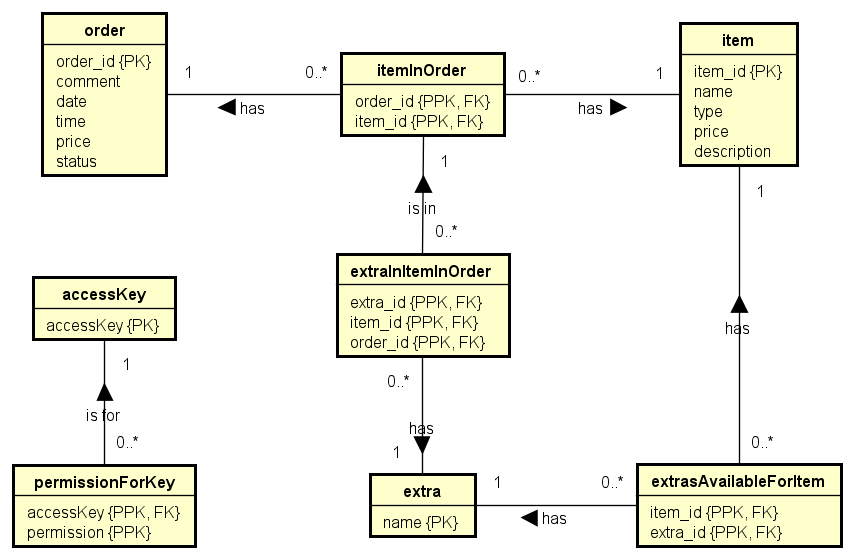 order
order_id {PK}
comment
date
time
price
status
1
0..*
has
itemInOrder
order_id {PPK, FK}
item_id {PPK, FK}
0..*
1
has
item
item_id {PK}
name
type
price
description
1
is in
0..*
1
has
0..*
extraInItemInOrder
extra_id {PPK, FK}
item_id {PPK, FK}
order_id {PPK, FK}
0..*
has
1
accessKey
accessKey {PK}
1
is for
0..*
permissionForKey
accessKey {PPK, FK}
permission {PPK}
extra
name {PK}
1
0..*
has
extrasAvailableForItem
item_id {PPK, FK}
extra_id {PPK, FK}